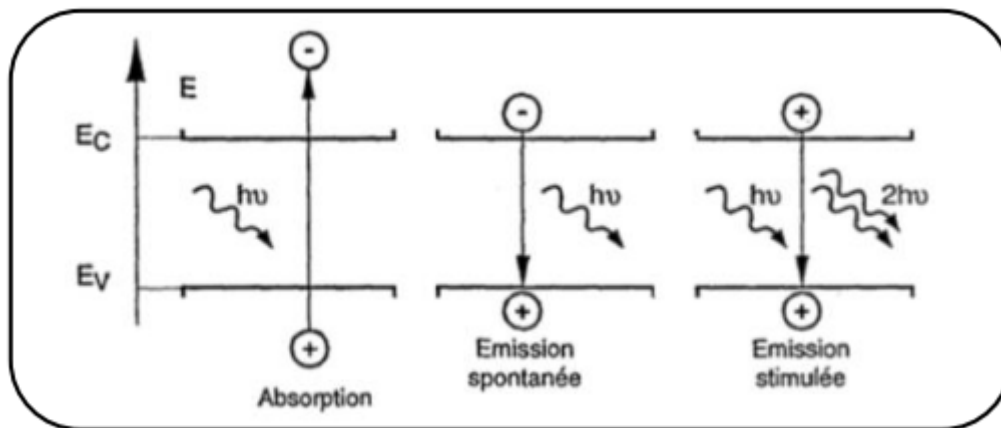 -
E
-
+
E_C
hυ
hυ
hυ
2hυ
E_V
+
+
+
Absorption
Emission
spontanée
Emission
stimulée